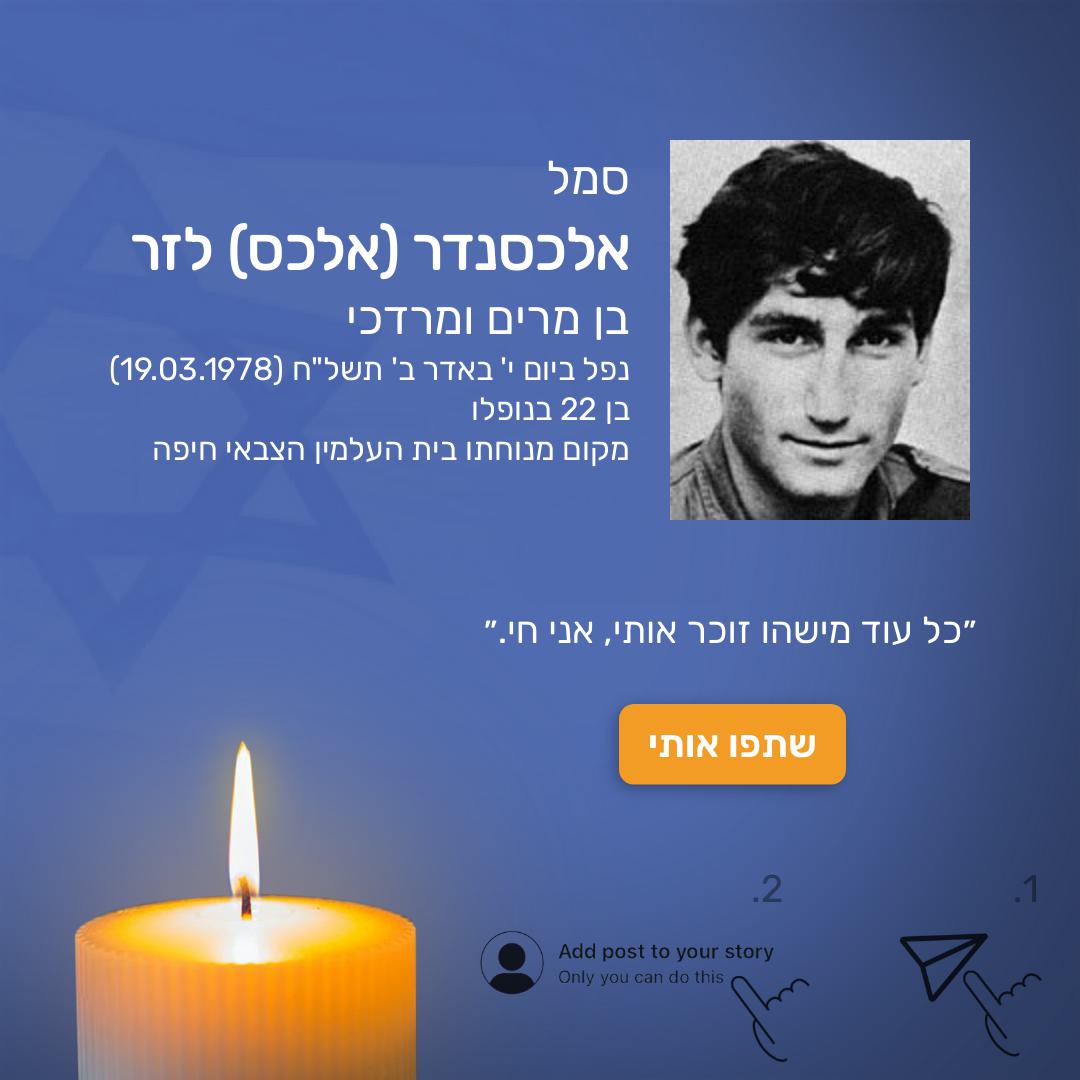 סמל
אלכסנדר (אלכס) לזר
בן מרים ומרדכי
נפל ביום י' באדר ב' תשל"ח (19.03.1978)
בן 22 בנופלו
מקום מנוחתו בית העלמין הצבאי חיפה
״כל עוד מישהו זוכר אותי, אני חי.״
שתפו אותי
1.
2.
Add post to your story
Only you can do this